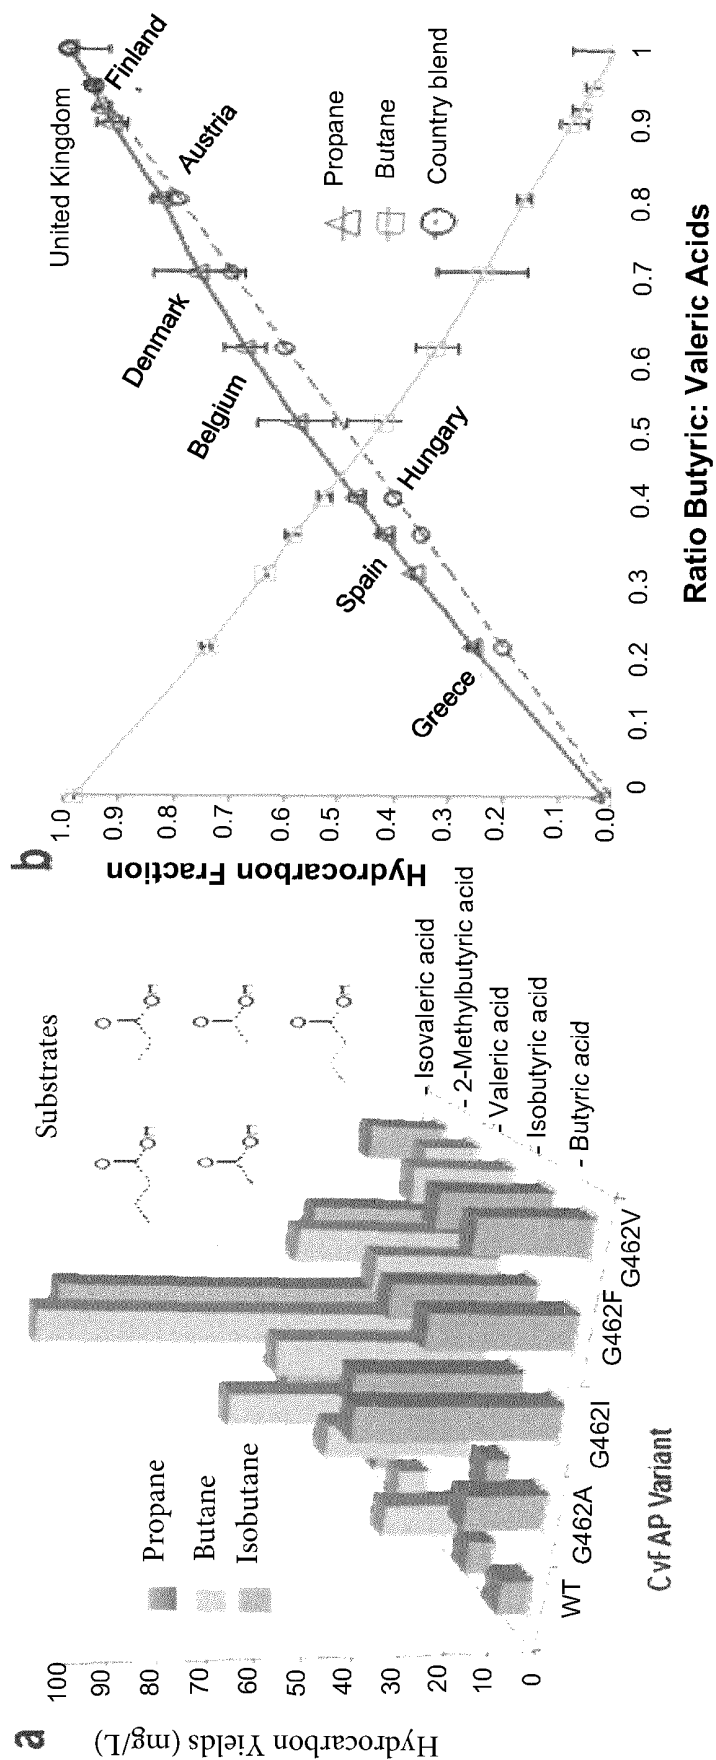 a
Hydrocarbon Yields (mg/L)
100
90
80
70
60
50
40
30
20
10
0
Propane
Butane
Isobutane
Substrates
O
OH
O
OH
O
OH
O
OH
O
OH
- Isovaleric acid
- 2-Methylbutyric acid
- Valeric acid
- Isobutyric acid
- Butyric acid
WT
G462A
G462I
G462F
G462V
CvFAP Variant
b
Hydrocarbon Fraction
1.0
0.9
0.8
0.7
0.6
0.5
0.4
0.3
0.2
0.1
0.0
United Kingdom
Finland
Austria
Denmark
Belgium
Hungary
Spain
Greece
Propane
Butane
Country blend
0
0.1
0.2
0.3
0.4
0.5
0.6
0.7
0.8
0.9
1
Ratio Butyric: Valeric Acids